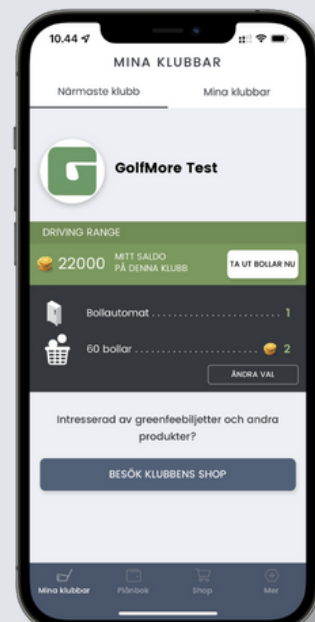 10.44
MINA KLUBBAR
Närmaste klubb
Mina klubbar
GolfMore Test
DRIVING RANGE
22000
MITT SALDO
PÅ DENNA KLUBB
TA UT BOLLAR NU
Bollautomat ........................... 1
60 bollar ........................ 2
ÄNDRA VAL
Intresserad av greenfeebiljetter och andra
produkter?
BESÖK KLUBBENS SHOP
Mina klubbar
Plånbok
Shop
Mer